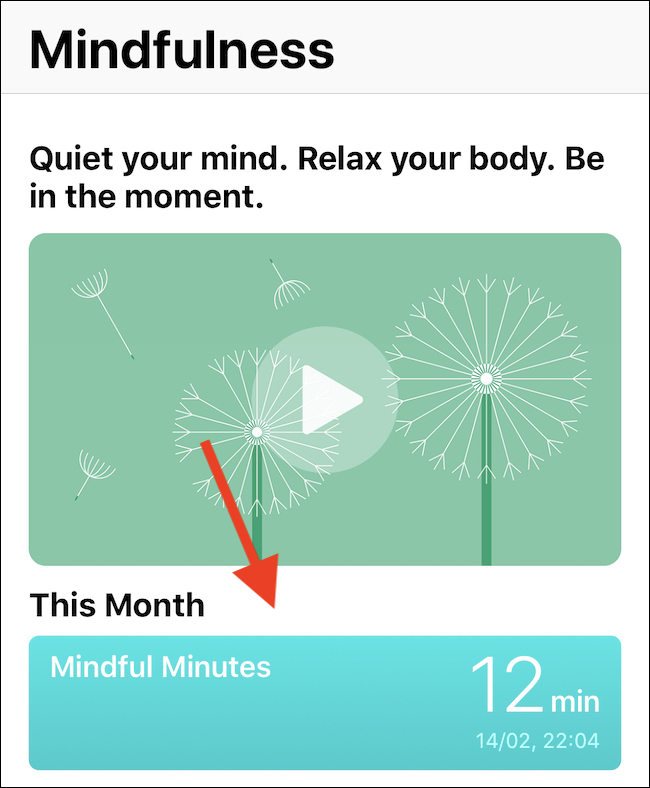 Mindfulness
Quiet your mind. Relax your body. Be
in the moment.
This Month
Mindful Minutes
12 min
14/02, 22:04